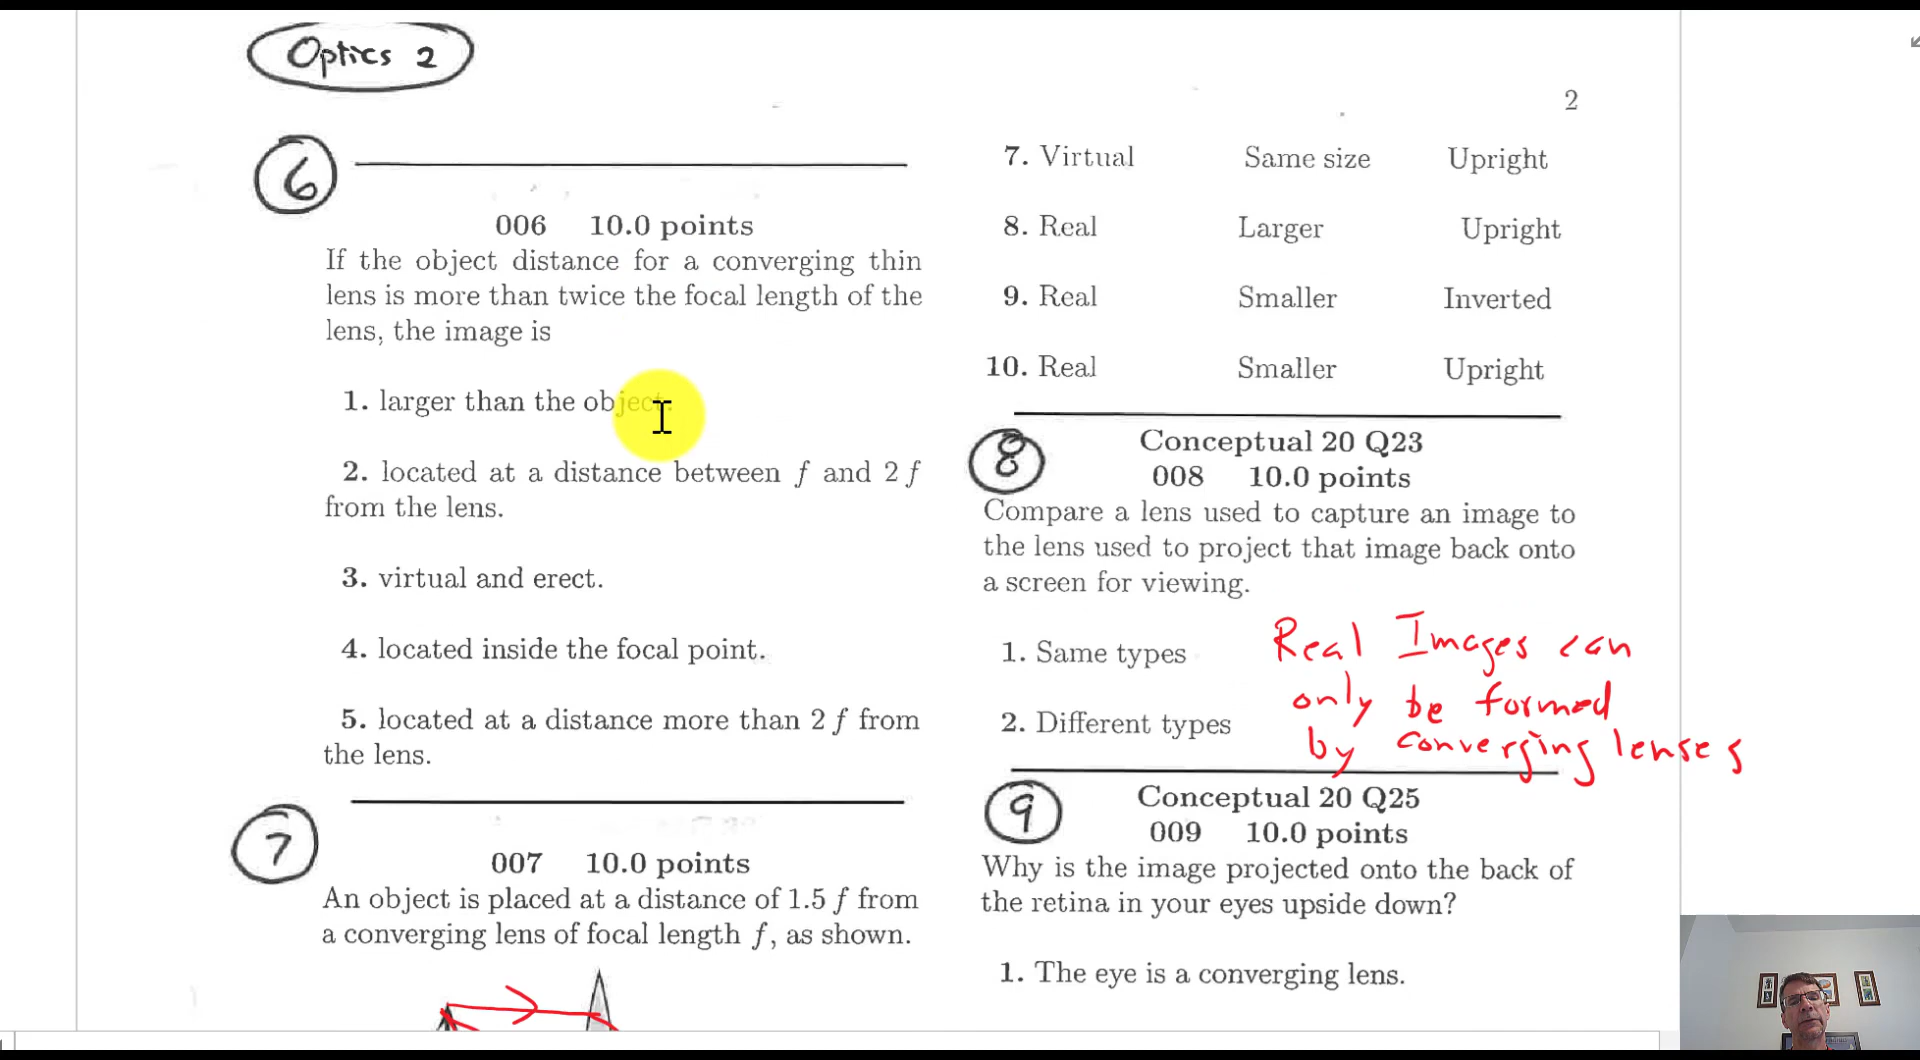 Optics 2
2
6
006 10.0 points
If the object distance for a converging thin
lens is more than twice the focal length of the
lens, the image is
1. larger than the object.
2. located at a distance between f and 2 f
from the lens.
3. virtual and erect.
4. located inside the focal point.
5. located at a distance more than 2 f from
the lens.
7
007 10.0 points
An object is placed at a distance of 1.5 f from
a converging lens of focal length f, as shown.
7. Virtual Same size Upright
8. Real Larger Upright
9. Real Smaller Inverted
10. Real Smaller Upright
8
Conceptual 20 Q23
008 10.0 points
Compare a lens used to capture an image to
the lens used to project that image back onto
a screen for viewing.
1. Same types
2. Different types
Real Images can
only be formed
by converging lenses
9
Conceptual 20 Q25
009 10.0 points
Why is the image projected onto the back of
the retina in your eyes upside down?
1. The eye is a converging lens.